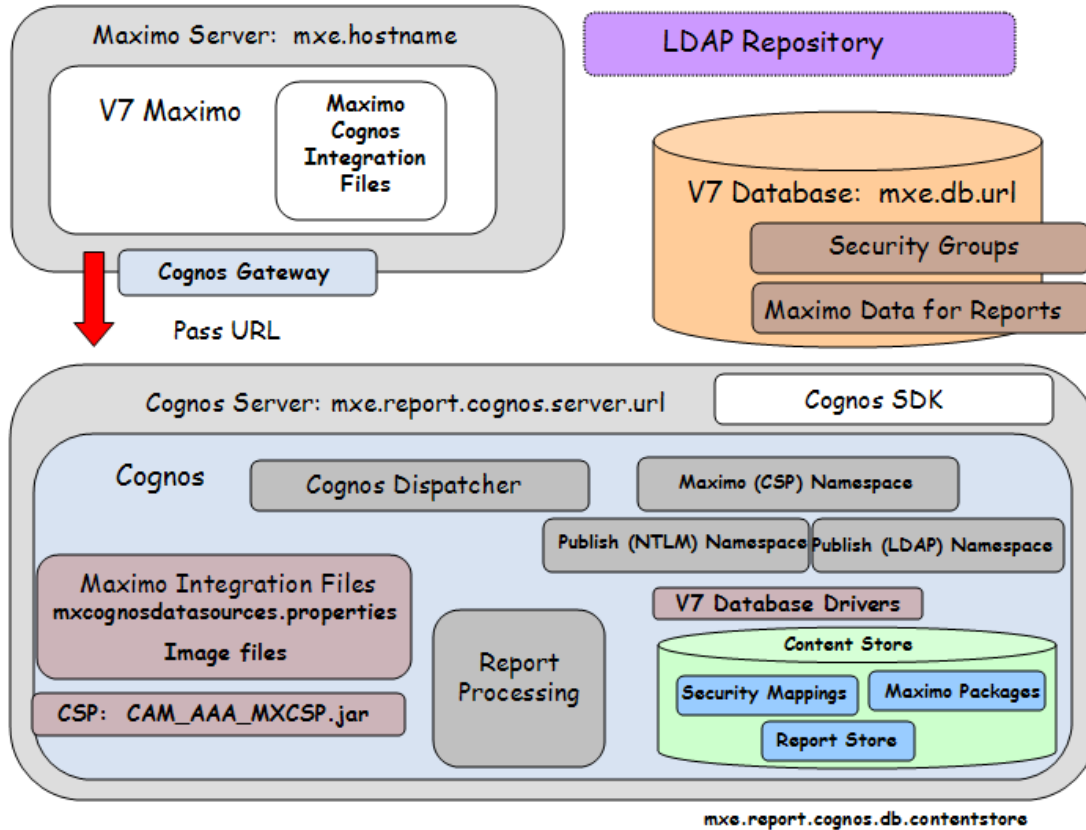 Maximo Server: mxe.hostname
V7 Maximo
Maximo
Cognos
Integration
Files
Cognos Gateway
Pass URL
LDAP Repository
V7 Database: mxe.db.url
Security Groups
Maximo Data for Reports
Cognos Server: mxe.report.cognos.server.url
Cognos SDK
Cognos
Cognos Dispatcher
Maximo (CSP) Namespace
Publish (NTLM) Namespace
Publish (LDAP) Namespace
Maximo Integration Files
mxcognosdatasources.properties
Image files
CSP: CAM_AAA_MXCSP.jar
Report
Processing
V7 Database Drivers
Content Store
Security Mappings
Maximo Packages
Report Store
mxe.report.cognos.db.contentstore